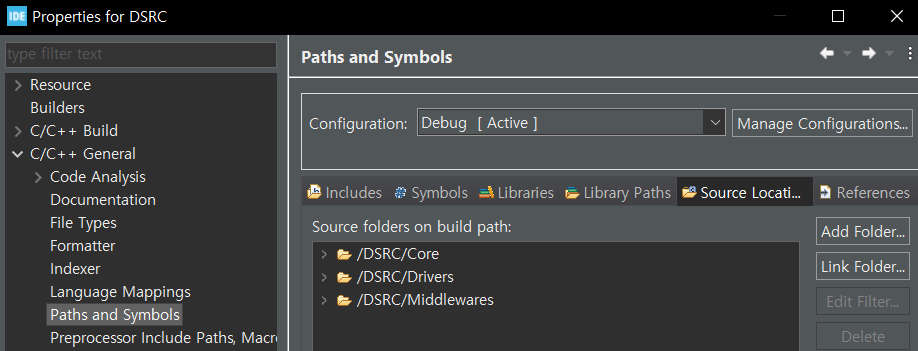 IDE Properties for DSRC
type filter text
Resource
Builders
C/C++ Build
C/C++ General
Code Analysis
Documentation
File Types
Formatter
Indexer
Language Mappings
Paths and Symbols
Preprocessor Include Paths, Macr
Paths and Symbols
Configuration: Debug [ Active ] Manage Configurations...
Includes Symbols Libraries Library Paths Source Locati... References
Source folders on build path:
/DSRC/Core
/DSRC/Drivers
/DSRC/Middlewares
Add Folder...
Link Folder...
Edit Filter...
Delete